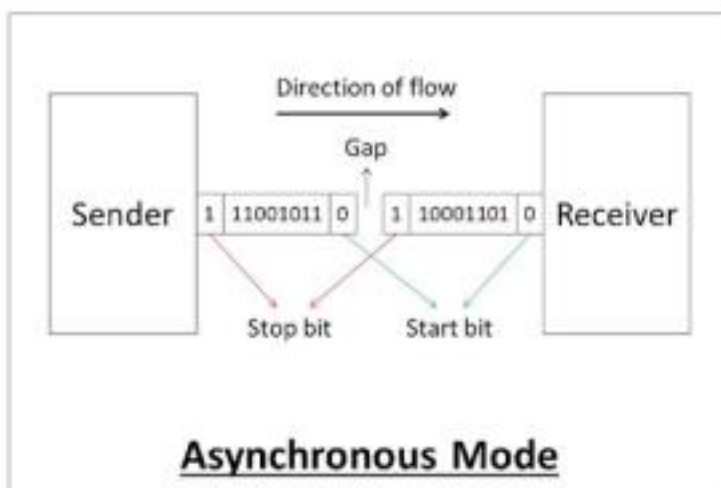 Direction of flow
Gap
Sender
1 11001011 0
1 10001101 0
Receiver
Stop bit
Start bit
Asynchronous Mode